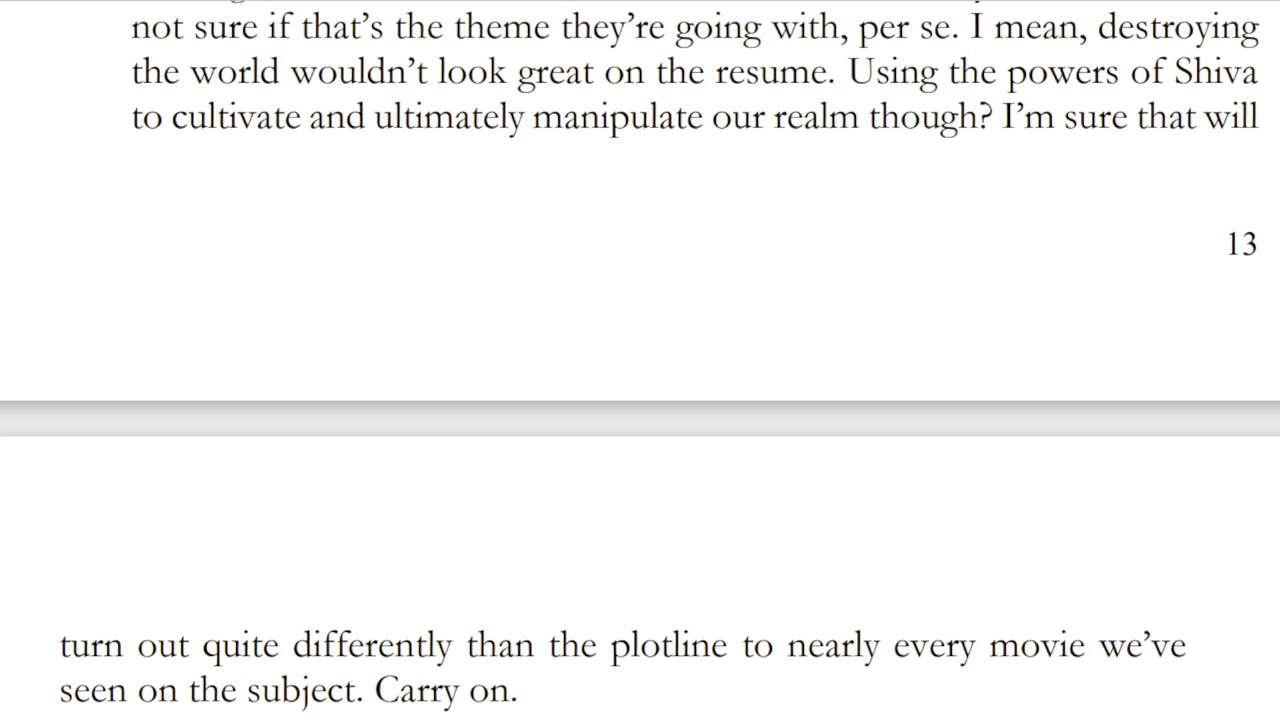 not sure if that’s the theme they’re going with, per se. I mean, destroying
the world wouldn’t look great on the resume. Using the powers of Shiva
to cultivate and ultimately manipulate our realm though? I’m sure that will
13
turn out quite differently than the plotline to nearly every movie we’ve
seen on the subject. Carry on.